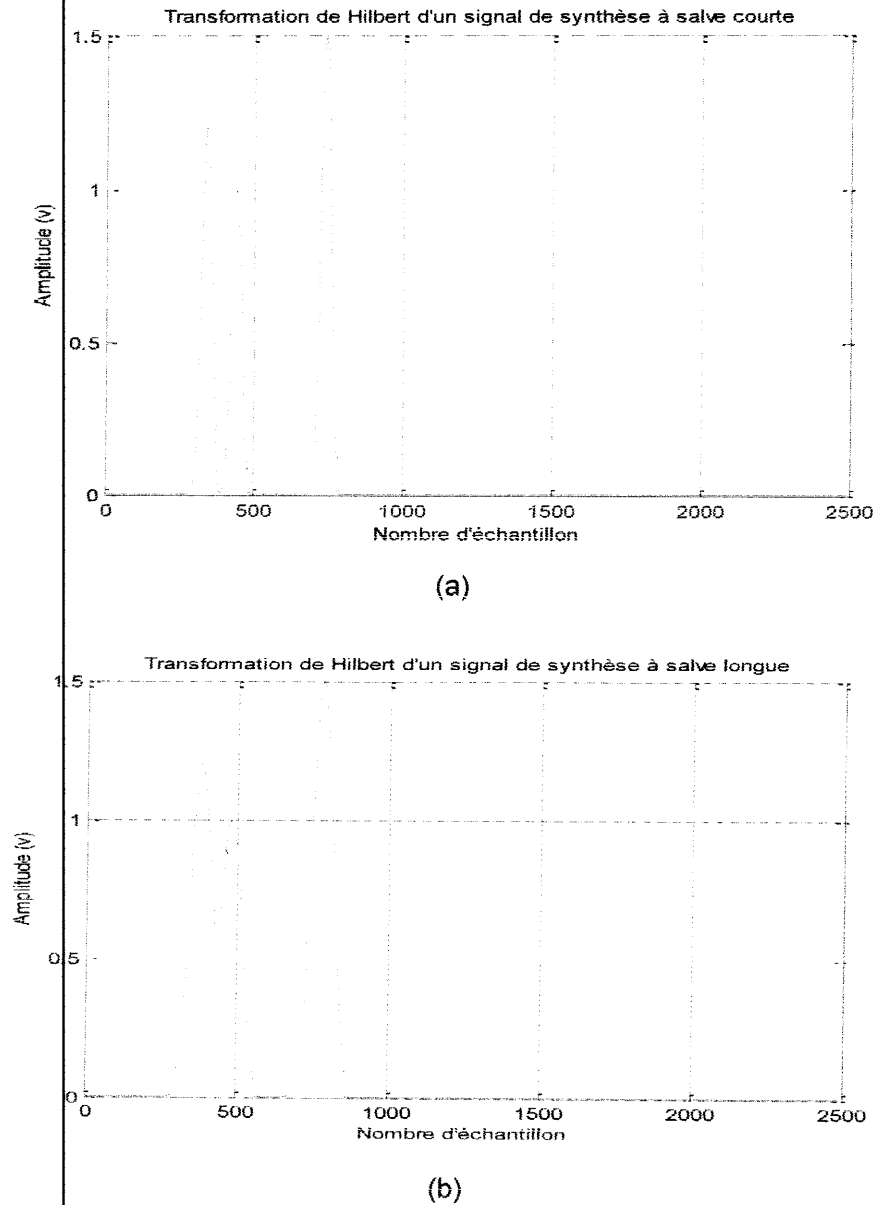 Transformation de Hilbert d'un signal de synthèse à salve courte
1.5
1
0.5
0
Amplitude (v)
0 500 1000 1500 2000 2500
Nombre d'échantillon
(a)
Transformation de Hilbert d'un signal de synthèse à salve longue
1.5
1
0.5
0
Amplitude (v)
0 500 1000 1500 2000 2500
Nombre d'échantillon
(b)